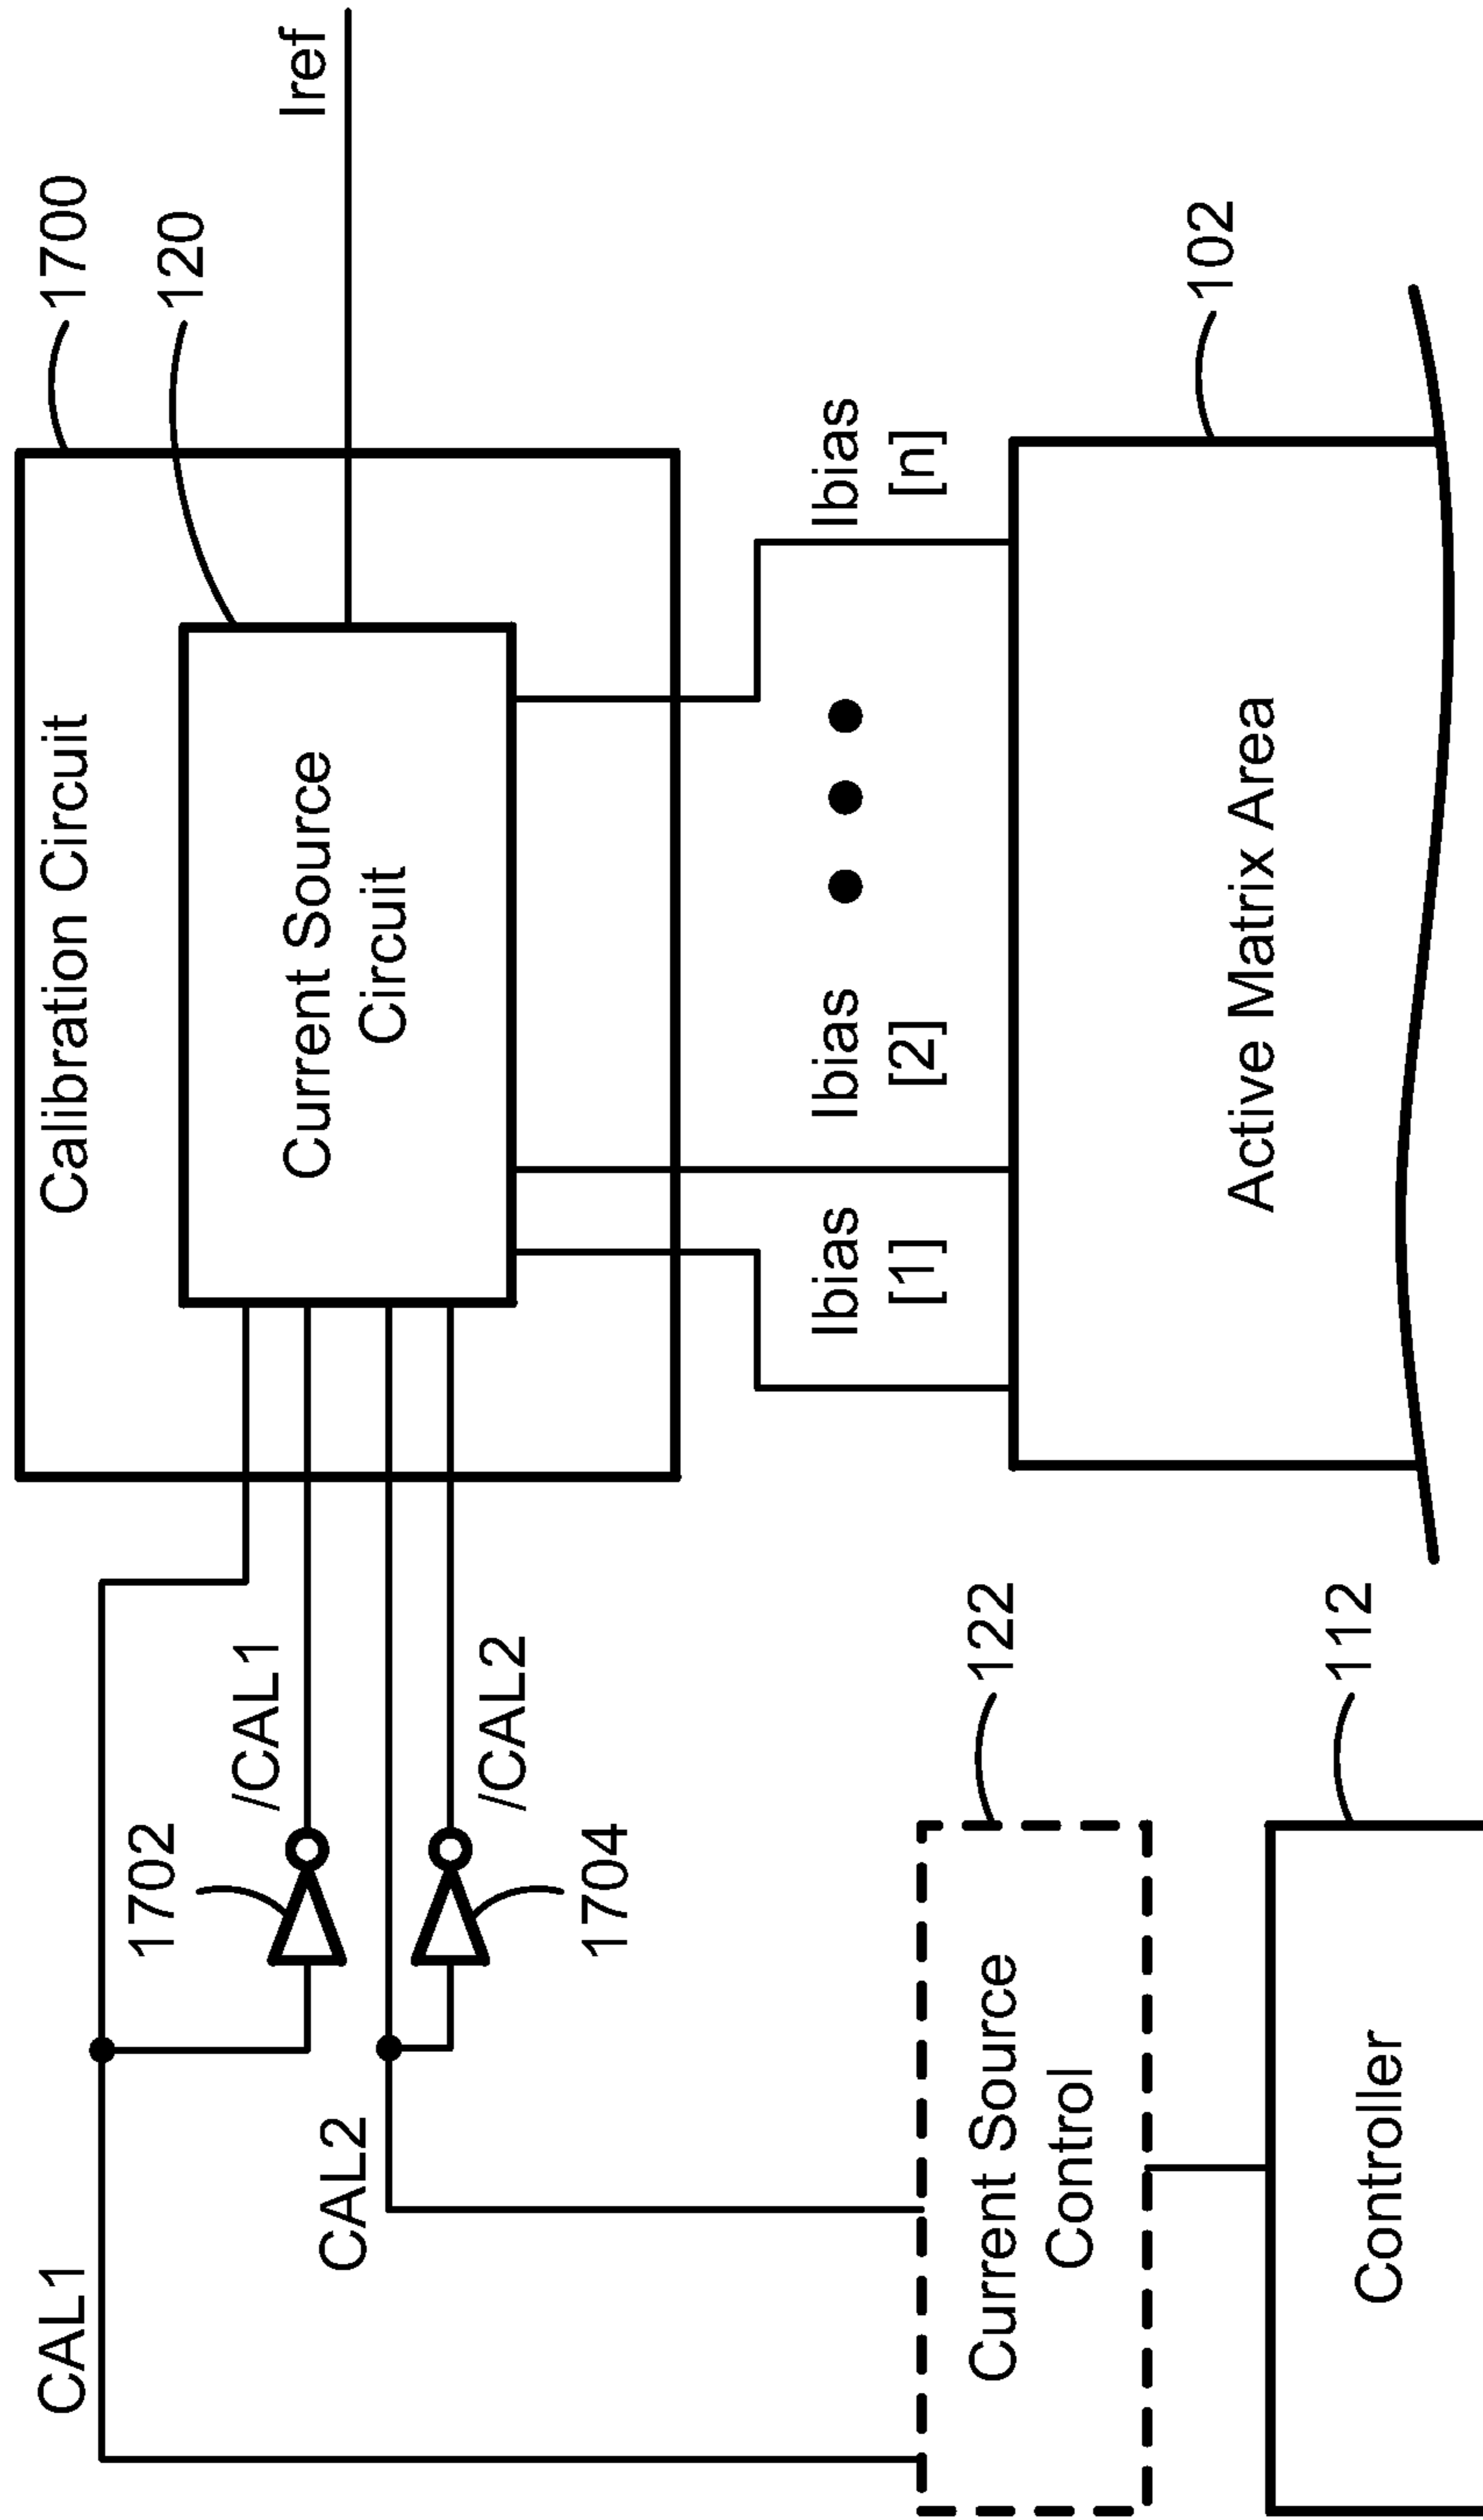 CAL1
1702
/CAL1
CAL2
/CAL2
1704
Calibration Circuit
1700
120
Iref
Current Source
Circuit
Ibias
[1]
Ibias
[2]
Ibias
[n]
Current Source
Control
122
Active Matrix Area
102
Controller
112